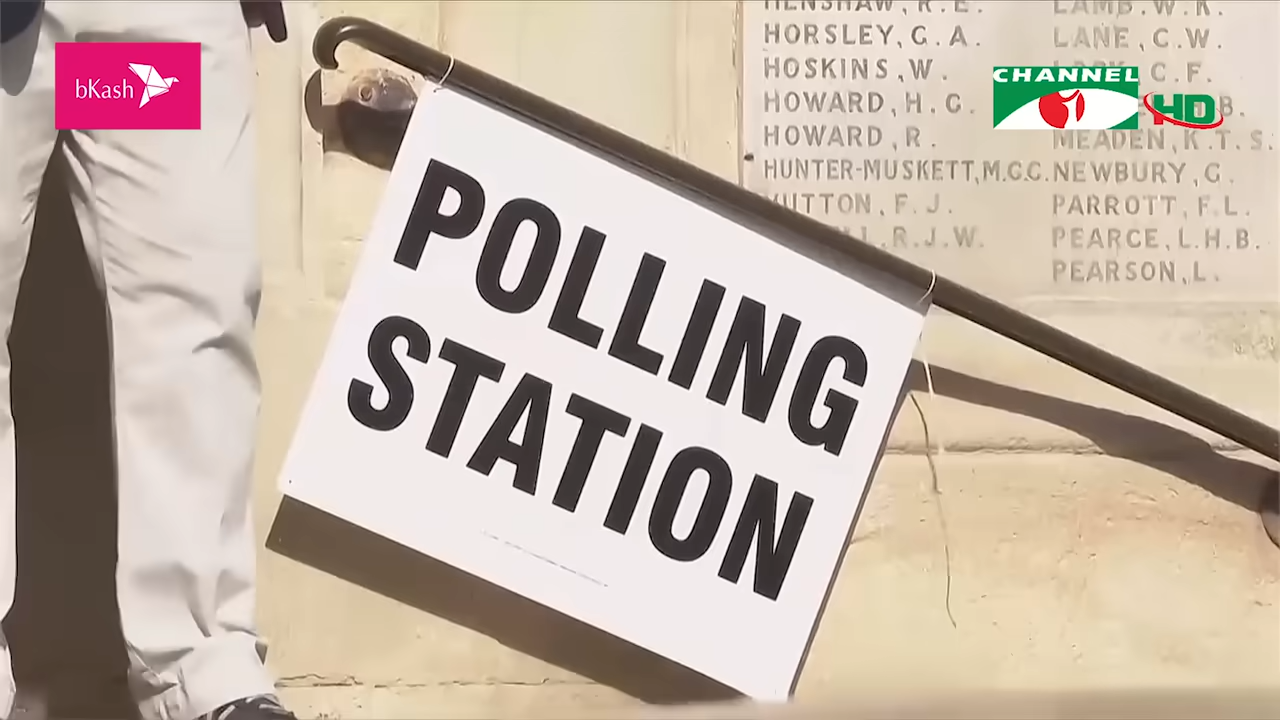 bKash
CHANNEL
HD
POLLING
STATION
HENSHAW, R.E.
HORSLEY, G. A.
HOSKINS, W.
HOWARD, H. G.
HOWARD, R.
HUNTER-MUSKETT, M.G.C.
F. J.
R. J. W.
LAMB. W. K.
LANE, C. W.
C. F.
B.
MEADEN, K. T. S.
NEWBURY, G.
PARROTT, F. L.
PEARCE, L. H. B.
PEARSON, L.